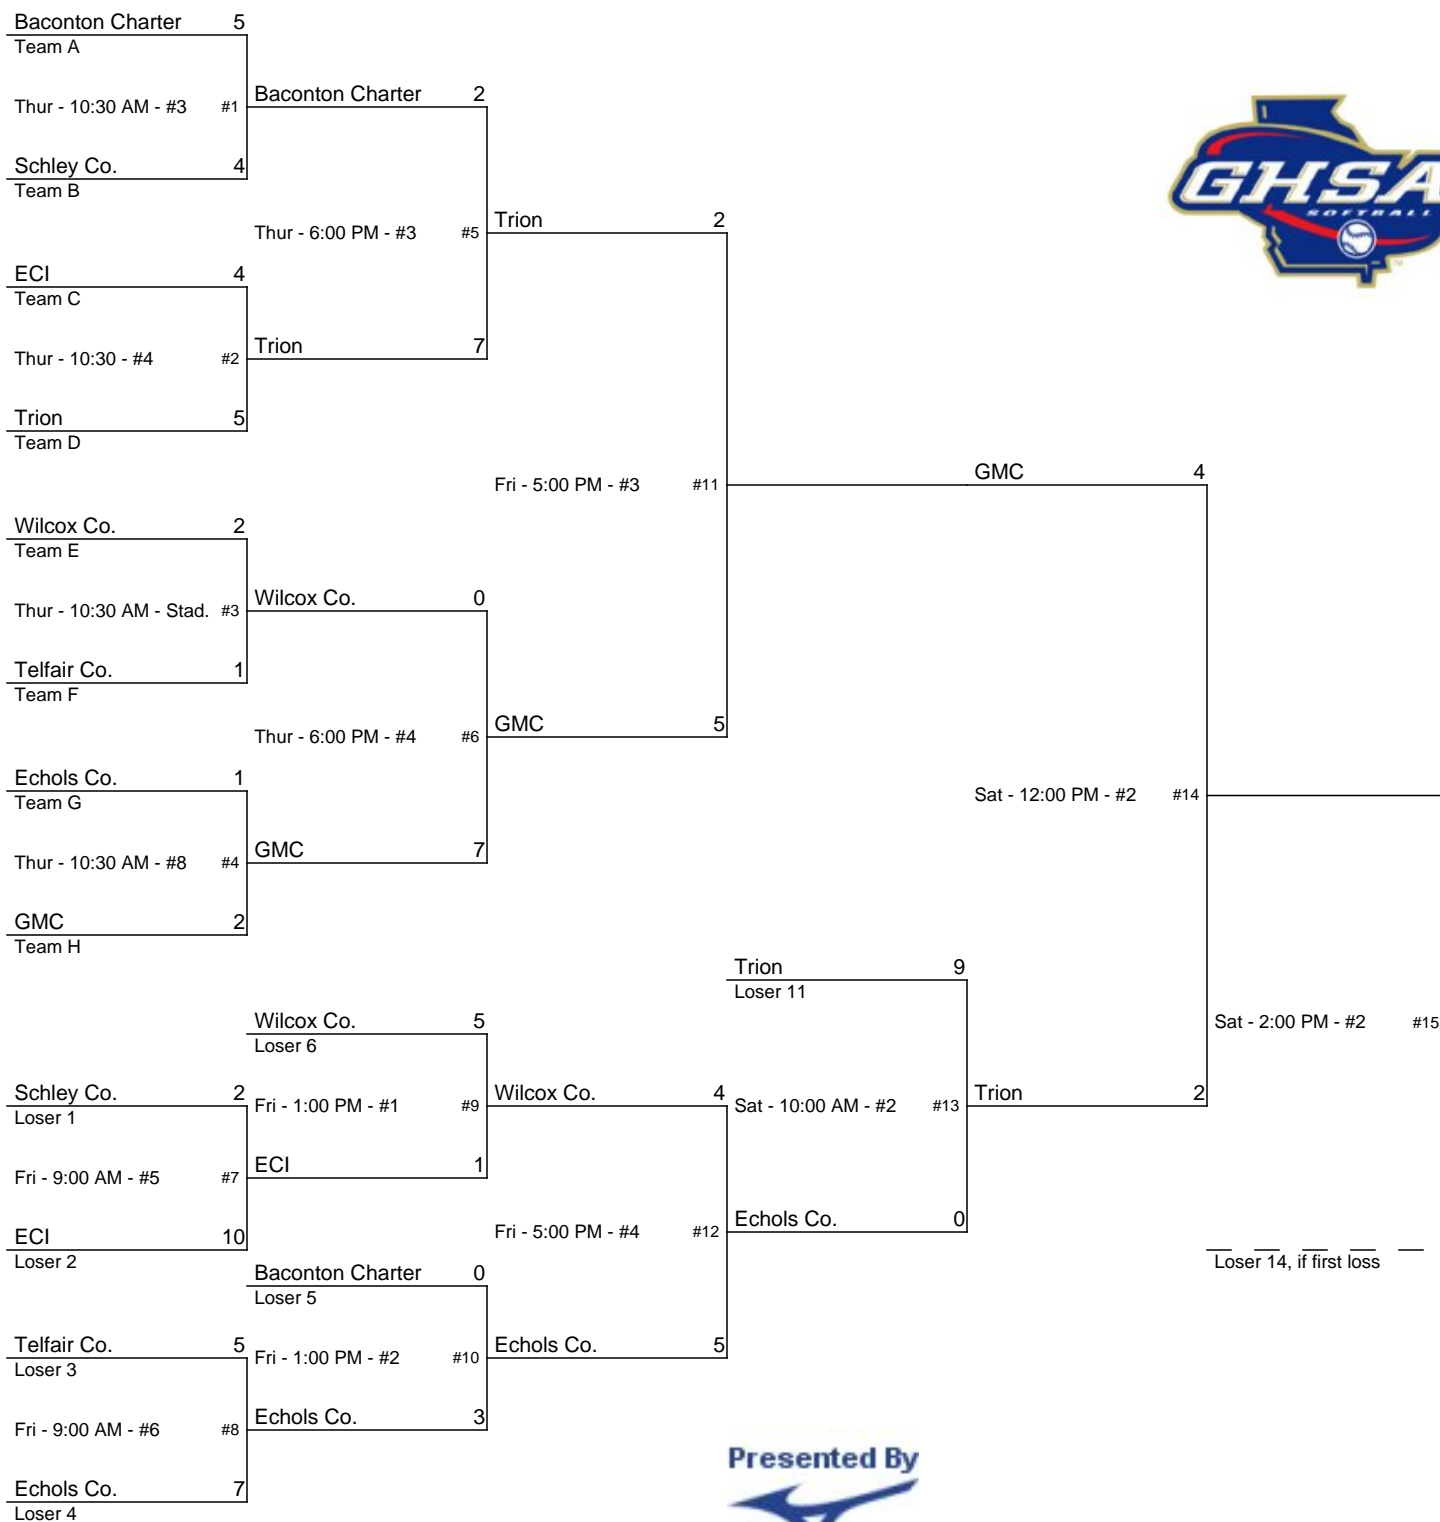 Baconton Charter 5
Team A
Thur - 10:30 AM - #3 #1
Baconton Charter 2
Schley Co. 4
Team B
Thur - 6:00 PM - #3 #5
Trion 2
ECI 4
Team C
Thur - 10:30 - #4 #2
Trion 7
Trion 5
Team D
Fri - 5:00 PM - #3 #11
GMC 4
Wilcox Co. 2
Team E
Thur - 10:30 AM - Stad. #3
Wilcox Co. 0
Telfair Co. 1
Team F
Thur - 6:00 PM - #4 #6
GMC 5
Echols Co. 1
Team G
Thur - 10:30 AM - #8 #4
GMC 7
GMC 2
Team H
Sat - 12:00 PM - #2 #14
Trion 9
Loser 11
Wilcox Co. 5
Loser 6
Sat - 2:00 PM - #2 #15
Schley Co. 2
Loser 1
Fri - 1:00 PM - #1 #9
Wilcox Co. 4
Sat - 10:00 AM - #2 #13
Trion 2
Fri - 9:00 AM - #5 #7
ECI 1
ECI 10
Loser 2
Fri - 5:00 PM - #4 #12
Echols Co. 0
Loser 14, if first loss
Baconton Charter 0
Loser 5
Telfair Co. 5
Loser 3
Fri - 1:00 PM - #2 #10
Echols Co. 5
Fri - 9:00 AM - #6 #8
Echols Co. 3
Echols Co. 7
Loser 4
GHSA
SOFTBALL
TM
Presented By